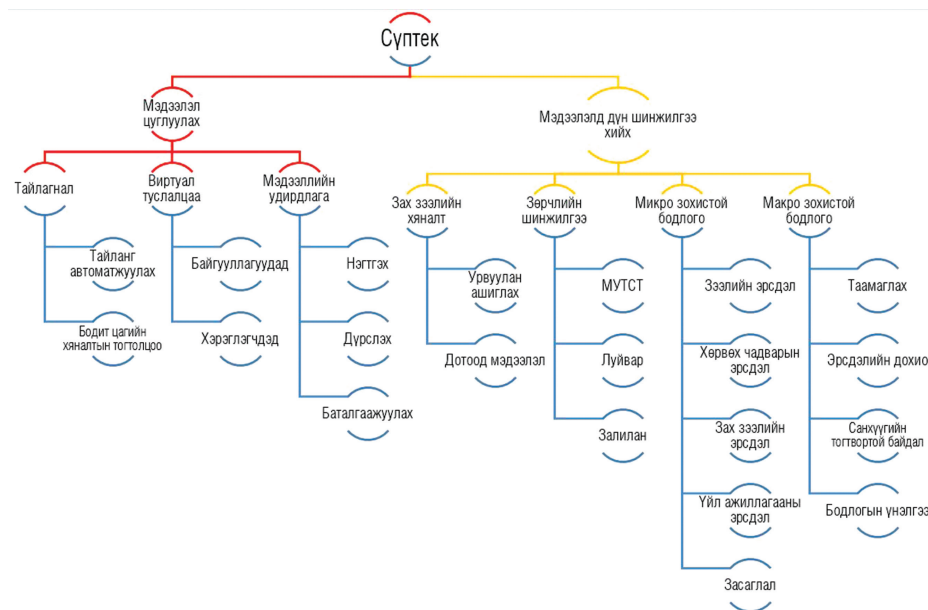 Сүптек
Мэдээлэл
цуглуулах
Мэдээлэлд дүн шинжилгээ
хийх
Тайлагнал
Виртуал
туслалцаа
Мэдээллийн
удирдлага
Зах зээлийн
хяналт
Зөрчлийн
шинжилгээ
Микро зохистой
бодлого
Макро зохистой
бодлого
Тайланг
автоматжуулах
Бодит цагийн
хяналтын тогтолцоо
Байгууллагуудад
Хэрэглэгчдэд
Нэгтгэх
Дүрслэх
Баталгаажуулах
Урвуулан
ашиглах
Дотоод мэдээлэл
МУТСТ
Луйвар
Залилан
Зээлийн эрсдэл
Хөрвөх чадварын
эрсдэл
Зах зээлийн
эрсдэл
Үйл ажиллагааны
эрсдэл
Засаглал
Таамаглах
Эрсдэлийн дохио
Санхүүгийн
тогтвортой байдал
Бодлогын үнэлгээ